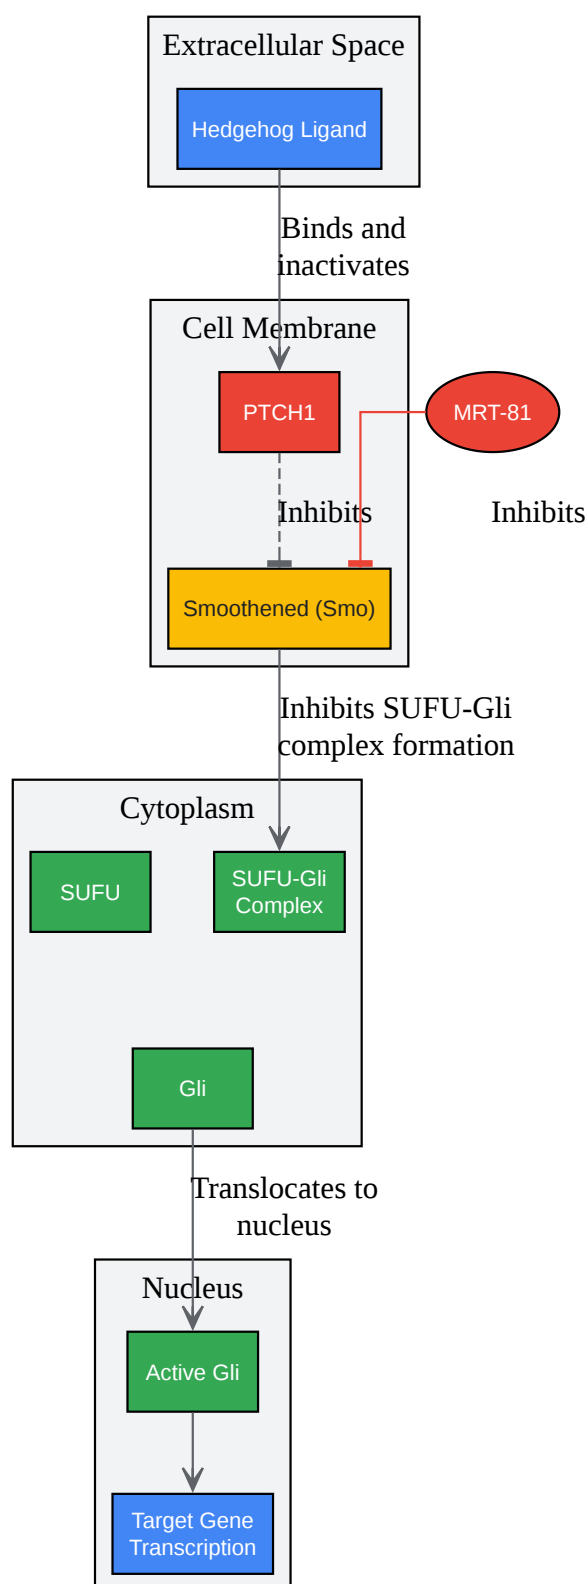 Extracellular Space
Hedgehog Ligand
Binds and
inactivates
Cell Membrane
PTCH1
MRT-81
Inhibits
Inhibits
Smoothened (Smo)
Inhibits SUFU-Gli
complex formation
Cytoplasm
SUFU
SUFU-Gli
Complex
Gli
Translocates to
nucleus
Nucleus
Active Gli
Target Gene
Transcription